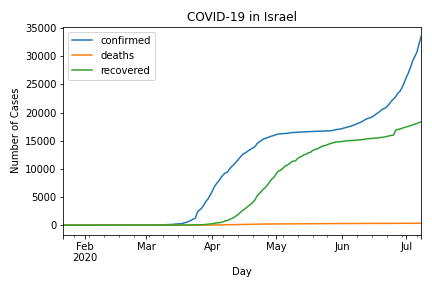 COVID-19 in Israel
35000
30000
25000
20000
15000
10000
5000
0
Number of Cases
confirmed
deaths
recovered
Feb Mar Apr May Jun Jul
2020
Day